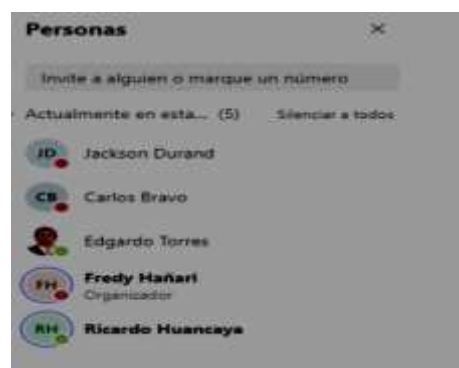 Personas
Invite a alguien o marque un número
Actualmente en esta... (5) Silenciar a todos
JD Jackson Durand
CB Carlos Bravo
Edgardo Torres
FH Fredy Hañari
Organizador
RH Ricardo Huancaya